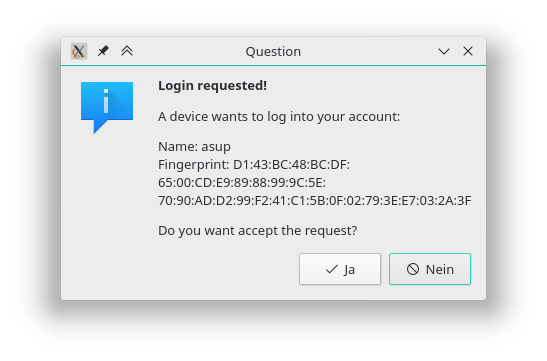 Question
Login requested!
A device wants to log into your account:
Name: asup
Fingerprint: D1:43:BC:48:BC:DF:
65:00:CD:E9:89:88:99:9C:5E:
70:90:AD:D2:99:F2:41:C1:5B:0F:02:79:3E:E7:03:2A:3F
Do you want accept the request?
Ja
Nein